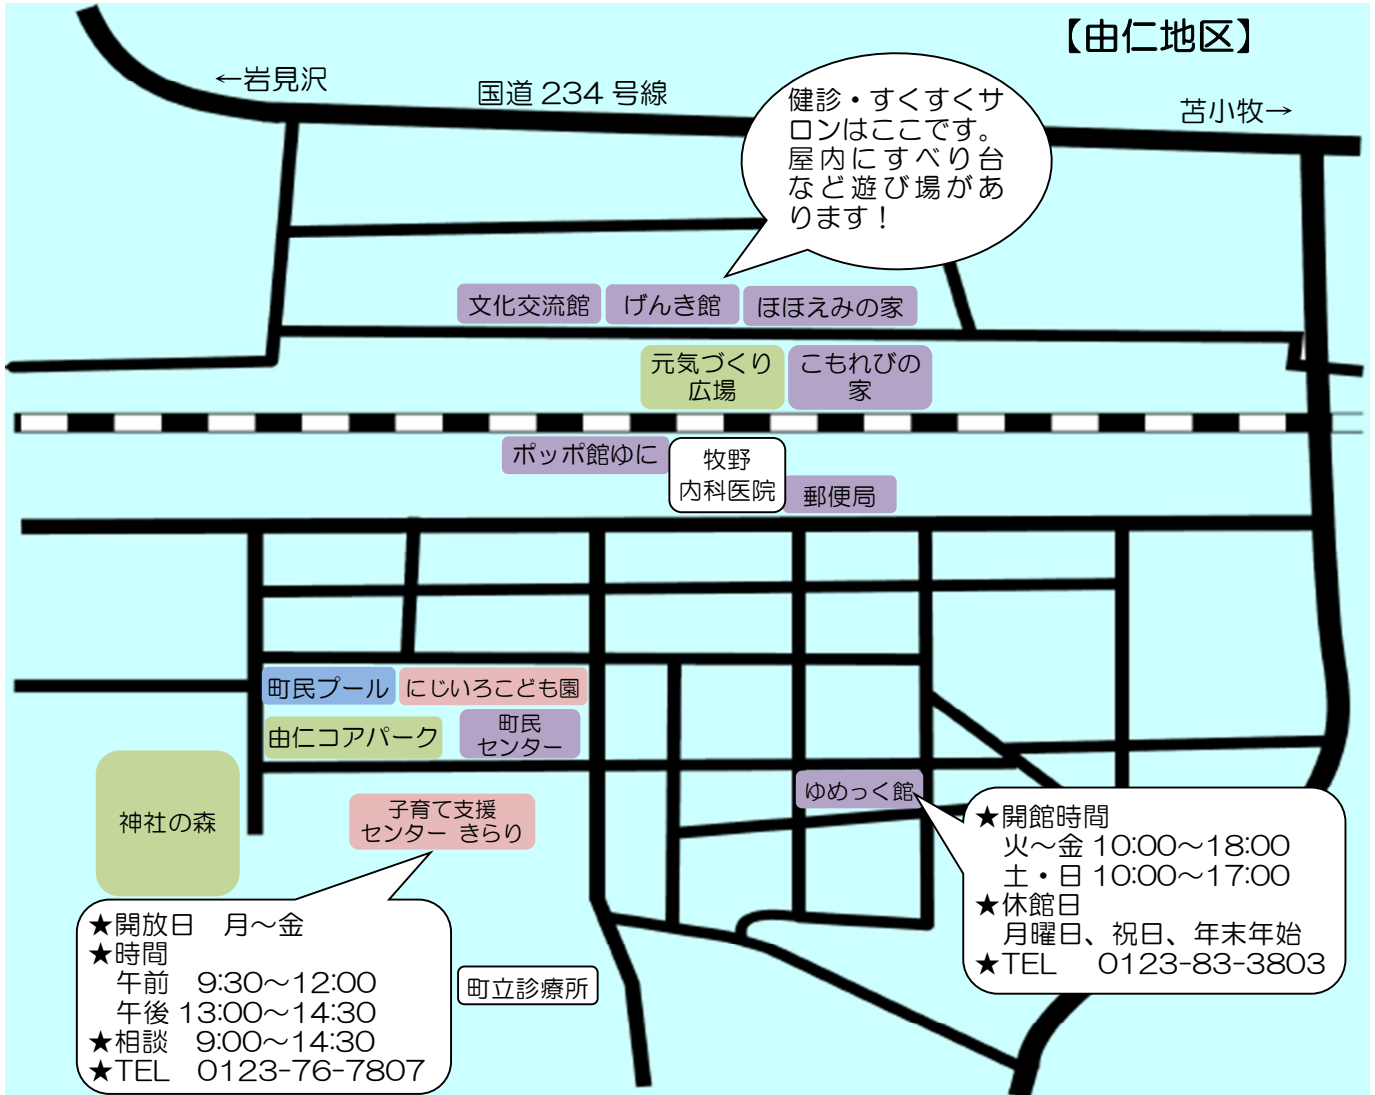 【由仁地区】
←岩見沢
国道 234 号線
苫小牧→
健診・すくすくサ
ロンはここです。
屋内にすべり台
など遊び場があ
ります！
文化交流館
げんき館
ほほえみの家
元気づくり
広場
こもれびの
家
ポッポ館ゆに
牧野
内科医院
郵便局
町民プール
にじいろこども園
由仁コアパーク
町民
センター
神社の森
子育て支援
センター きらり
ゆめっく館
★開館時間
火～金 10:00～18:00
土・日 10:00～17:00
★休館日
月曜日、祝日、年末年始
★TEL 0123-83-3803
★開放日 月～金
★時間
午前 9:30～12:00
午後 13:00～14:30
★相談 9:00～14:30
★TEL 0123-76-7807
町立診療所